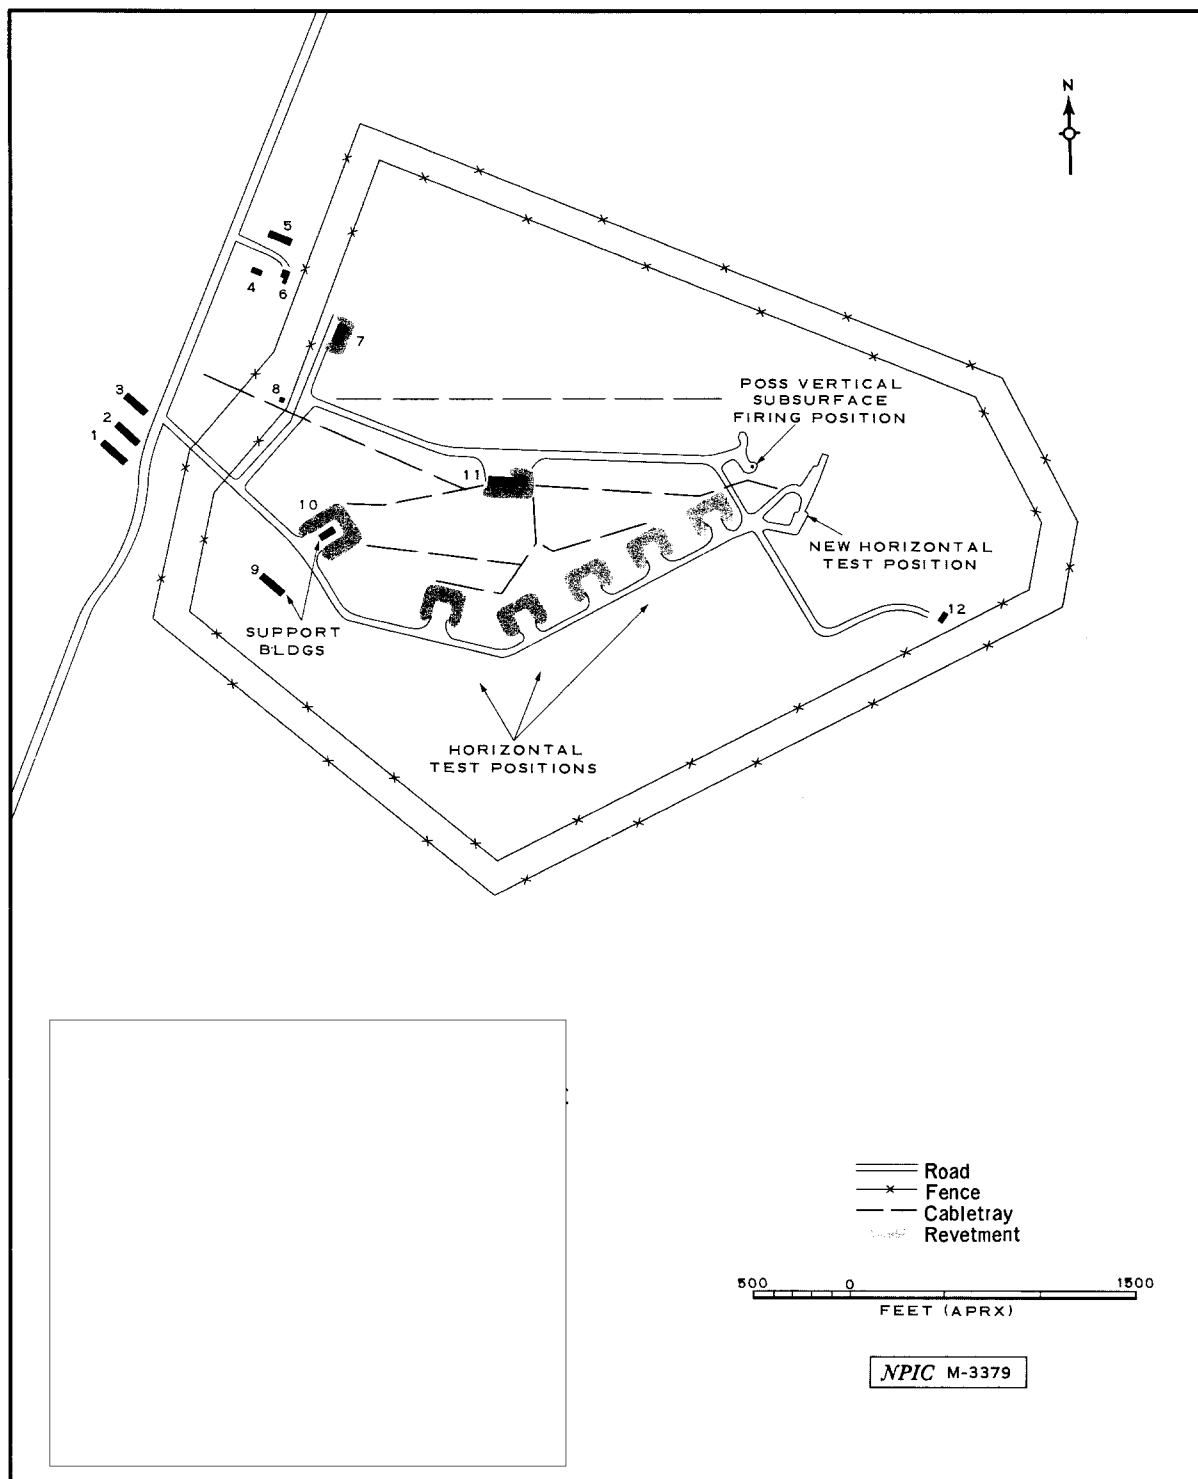 N
5
4
6
7
3
8
2
1
POSS VERTICAL
SUBSURFACE
FIRING POSITION
11
10
NEW HORIZONTAL
TEST POSITION
9
12
SUPPORT
BLDGS
HORIZONTAL
TEST POSITIONS
Road
Fence
Cabletray
Revetment
500 0 1500
FEET (APRX)
NPIC M-3379